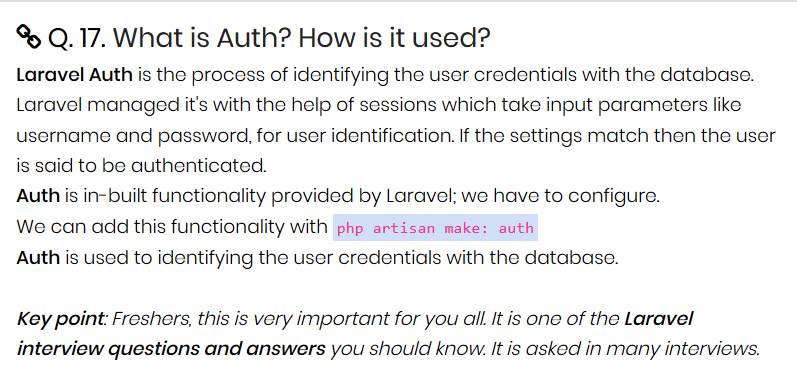 Q. 17. What is Auth? How is it used?
Laravel Auth is the process of identifying the user credentials with the database.
Laravel managed it's with the help of sessions which take input parameters like
username and password, for user identification. If the settings match then the user
is said to be authenticated.
Auth is in-built functionality provided by Laravel; we have to configure.
We can add this functionality with php artisan make: auth
Auth is used to identifying the user credentials with the database.
Key point: Freshers, this is very important for you all. It is one of the Laravel
interview questions and answers you should know. It is asked in many interviews.